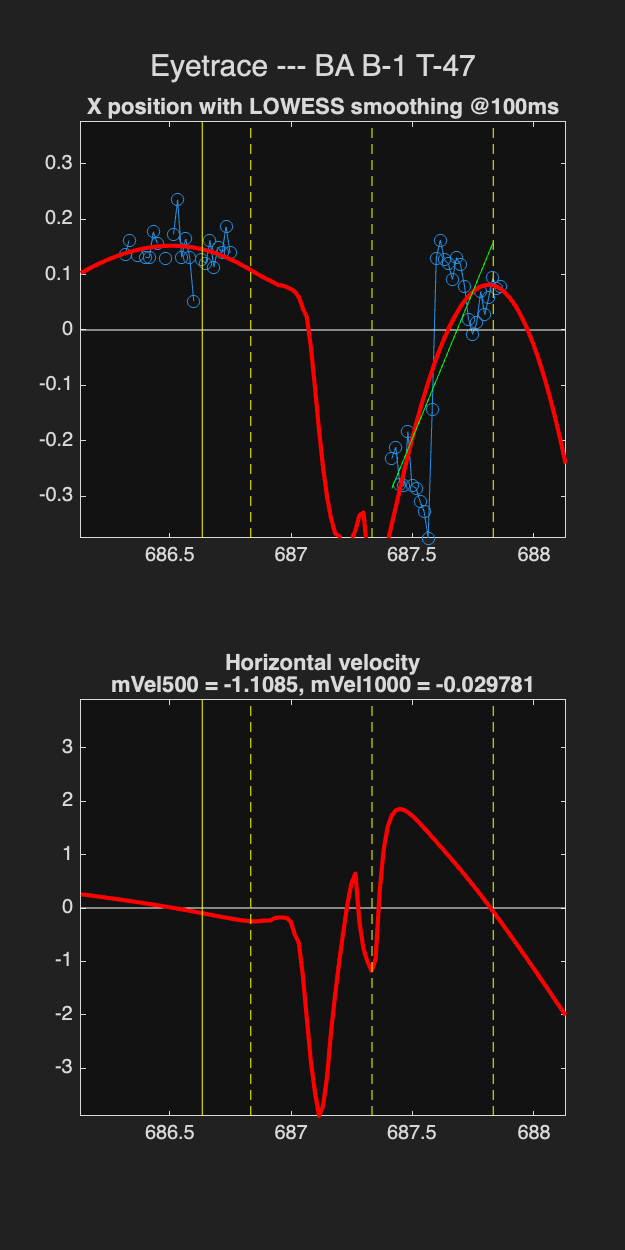 Eyetrace --- BA B-1 T-47
X position with LOWESS smoothing @100ms
0.3
0.2
0.1
0
-0.1
-0.2
-0.3
686.5 687 687.5 688
Horizontal velocity
mVel500 = -1.1085, mVel1000 = -0.029781
3
2
1
0
-1
-2
-3
686.5 687 687.5 688